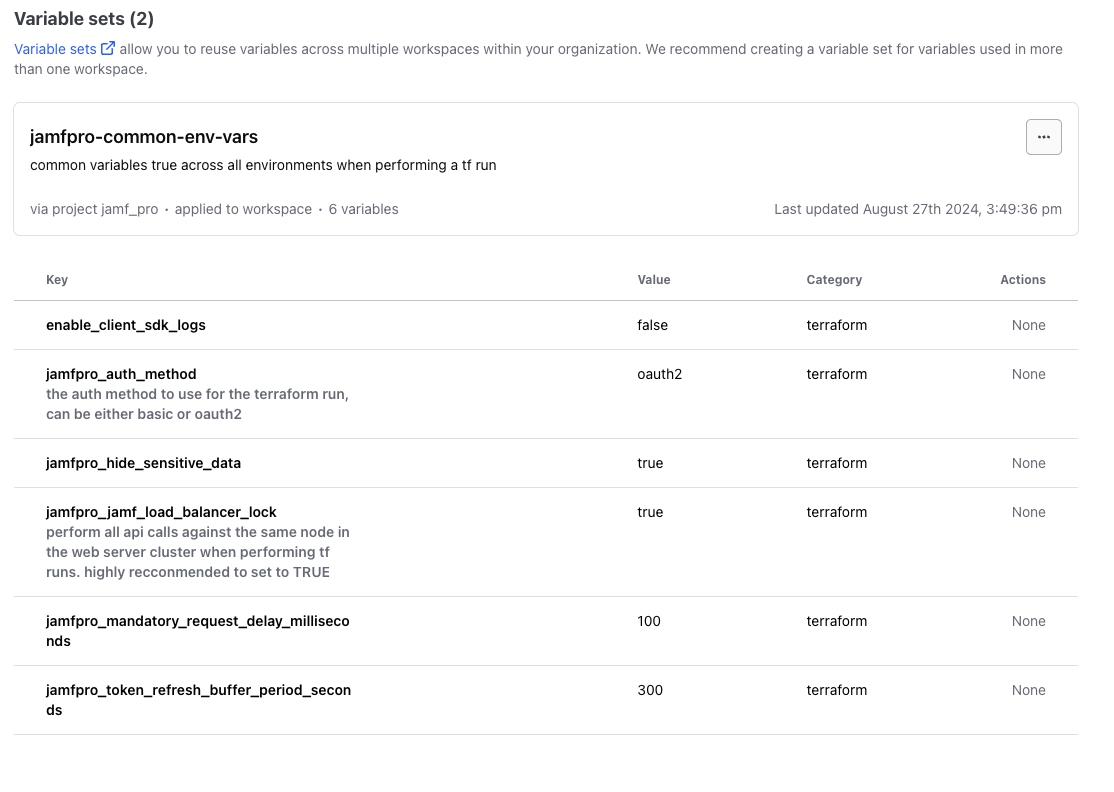 Variable sets (2)
Variable sets allow you to reuse variables across multiple workspaces within your organization. We recommend creating a variable set for variables used in more
than one workspace.
jamfpro-common-env-vars
common variables true across all environments when performing a tf run
via project jamf_pro · applied to workspace · 6 variables
Last updated August 27th 2024, 3:49:36 pm
Key Value Category Actions
enable_client_sdk_logs false terraform None
jamfpro_auth_method oauth2 terraform None
the auth method to use for the terraform run,
can be either basic or oauth2
jamfpro_hide_sensitive_data true terraform None
jamfpro_jamf_load_balancer_lock true terraform None
perform all api calls against the same node in
the web server cluster when performing tf
runs. highly recconmended to set to TRUE
jamfpro_mandatory_request_delay_milliseco 100 terraform None
nds
jamfpro_token_refresh_buffer_period_secon 300 terraform None
ds